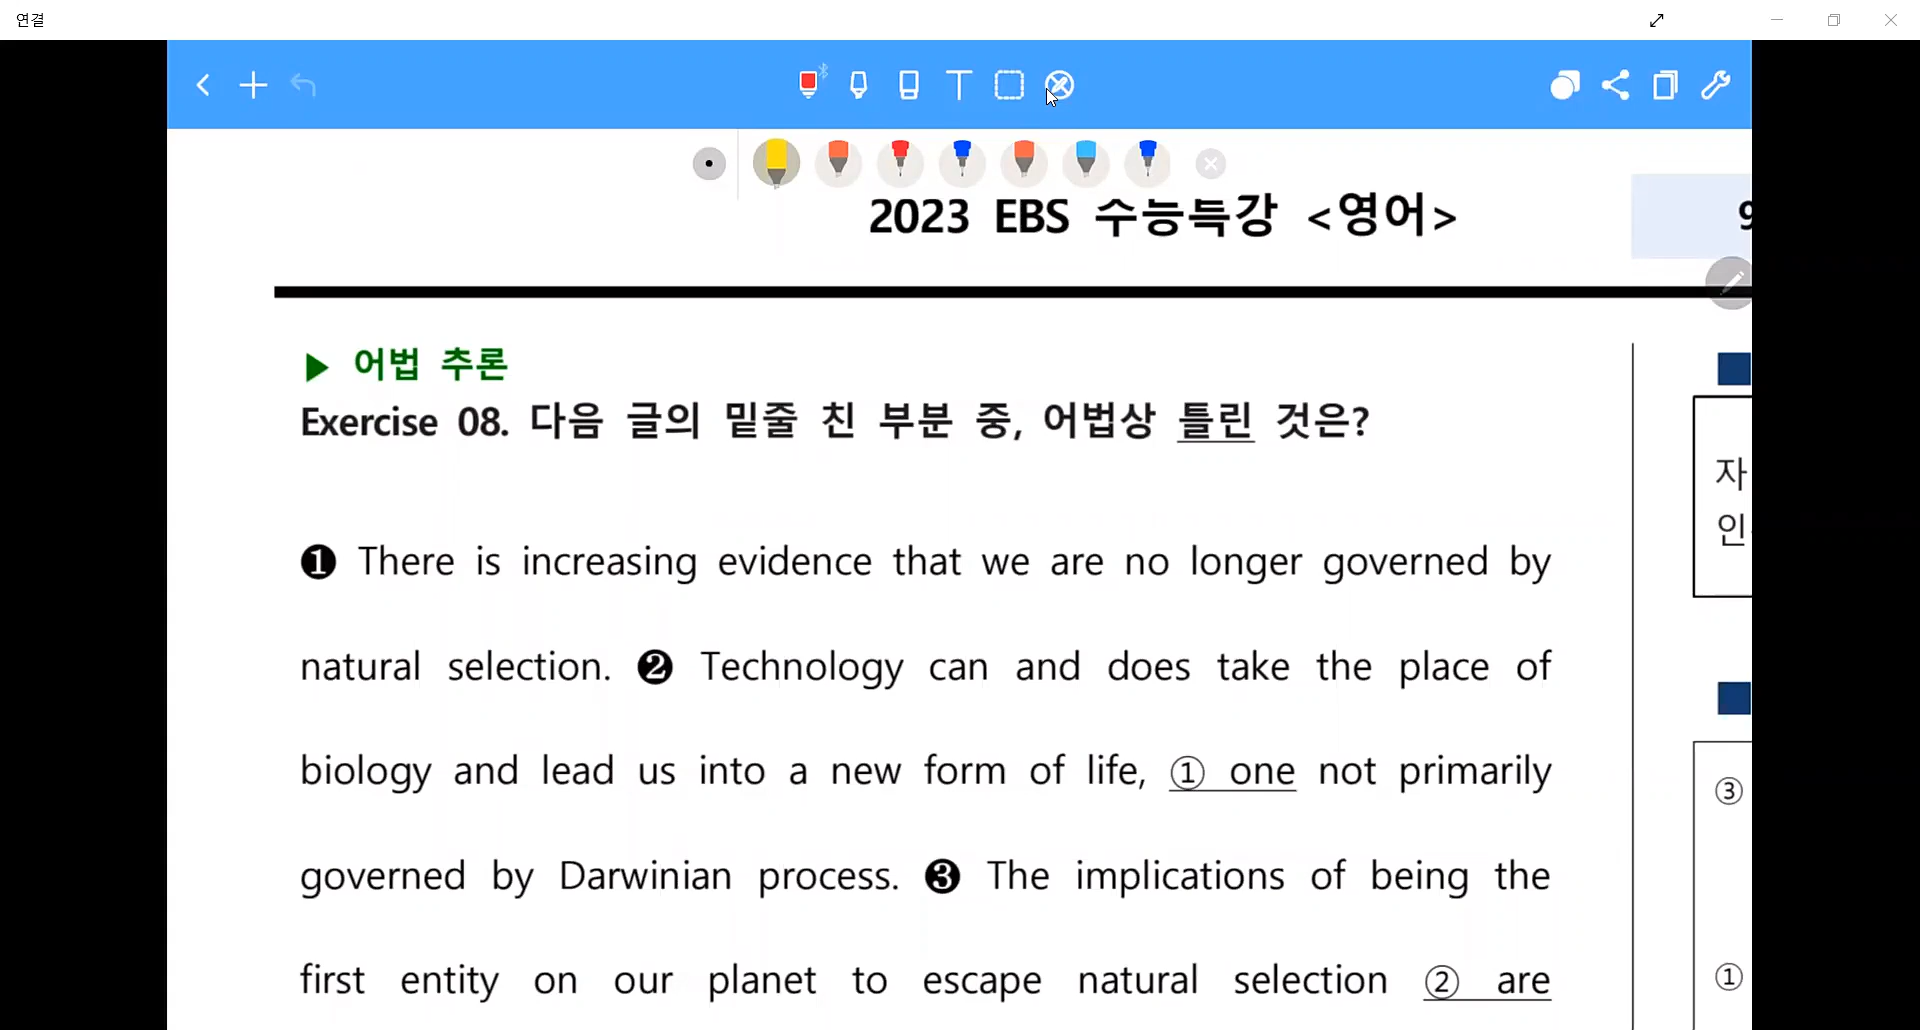 연결
2023 EBS 수능특강 <영어>
▶ 어법 추론
Exercise 08. 다음 글의 밑줄 친 부분 중, 어법상 틀린 것은?
❶ There is increasing evidence that we are no longer governed by
natural selection. ❷ Technology can and does take the place of
biology and lead us into a new form of life, ① one not primarily
governed by Darwinian process. ❸ The implications of being the
first entity on our planet to escape natural selection ② are
자
③
①